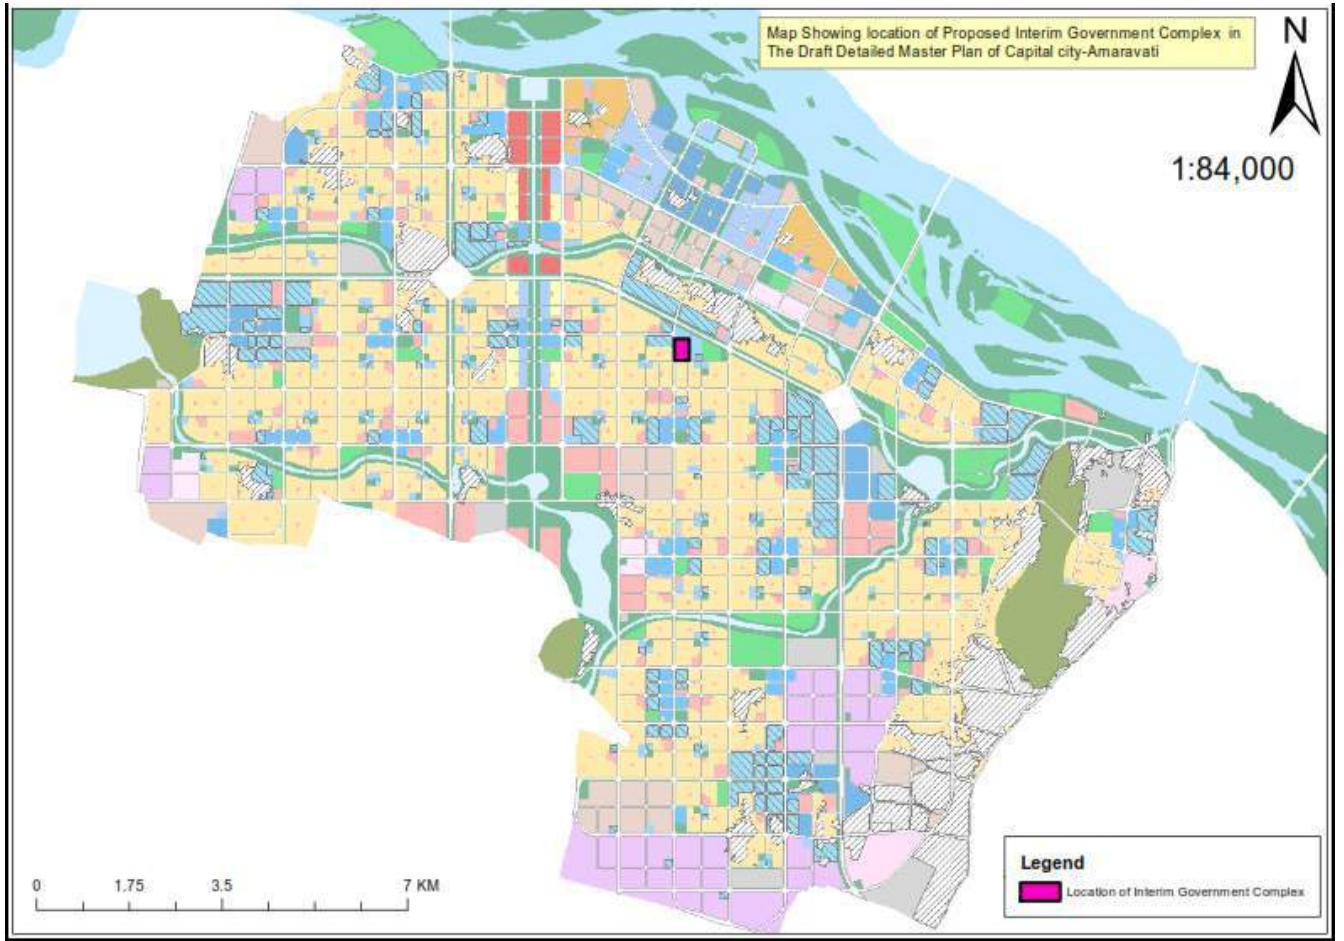 Map Showing location of Proposed Interim Government Complex in
The Draft Detailed Master Plan of Capital city-Amaravati
N
1:84,000
0 1.75 3.5 7 KM
Legend
Location of Interim Government Complex